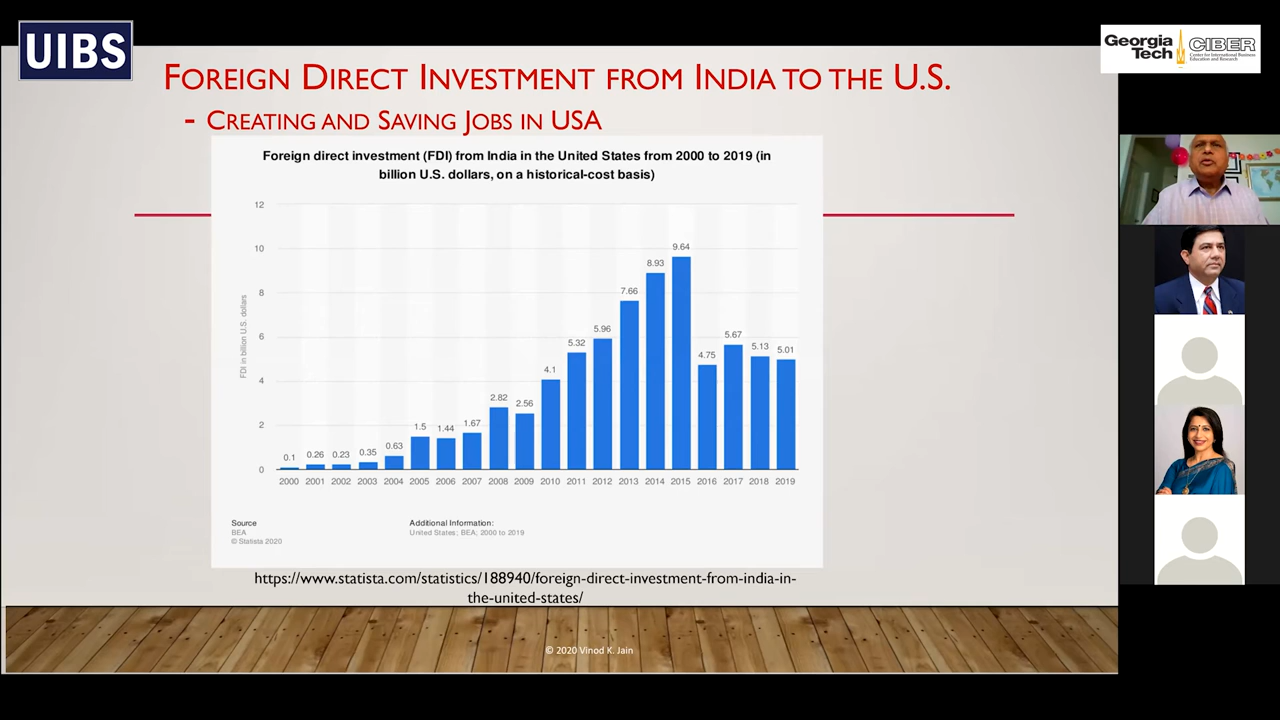 UIBS
Georgia
Tech
CIBER
Center for International Business
Education and Research
FOREIGN DIRECT INVESTMENT FROM INDIA TO THE U.S.
- CREATING AND SAVING JOBS IN USA
Foreign direct investment (FDI) from India in the United States from 2000 to 2019 (in
billion U.S. dollars, on a historical-cost basis)
FDI in billion U.S. dollars
12
10
8
6
4
2
0
0.1 0.26 0.23 0.35 0.63 1.5 1.44 1.67 2.82 2.56 4.1 5.32 5.96 7.66 8.93 9.64 4.75 5.67 5.13 5.01
2000 2001 2002 2003 2004 2005 2006 2007 2008 2009 2010 2011 2012 2013 2014 2015 2016 2017 2018 2019
Source
BEA
© Statista 2020
Additional Information:
United States; BEA; 2000 to 2019
https://www.statista.com/statistics/188940/foreign-direct-investment-from-india-in-
the-united-states/
© 2020 Vinod K. Jain